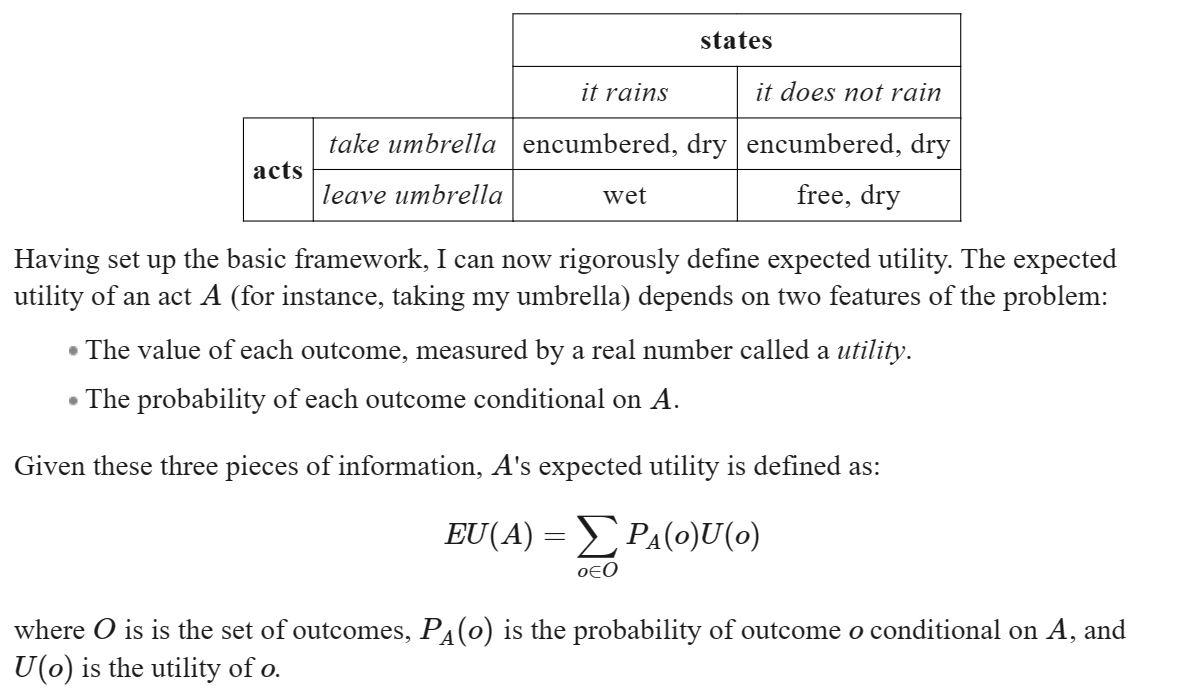 states
it rains it does not rain
acts take umbrella encumbered, dry encumbered, dry
leave umbrella wet free, dry
Having set up the basic framework, I can now rigorously define expected utility. The expected
utility of an act A (for instance, taking my umbrella) depends on two features of the problem:
• The value of each outcome, measured by a real number called a utility.
• The probability of each outcome conditional on A.
Given these three pieces of information, A's expected utility is defined as:
EU(A) = ∑ P_A(o)U(o)
o∈O
where O is is the set of outcomes, P_A(o) is the probability of outcome o conditional on A, and
U(o) is the utility of o.